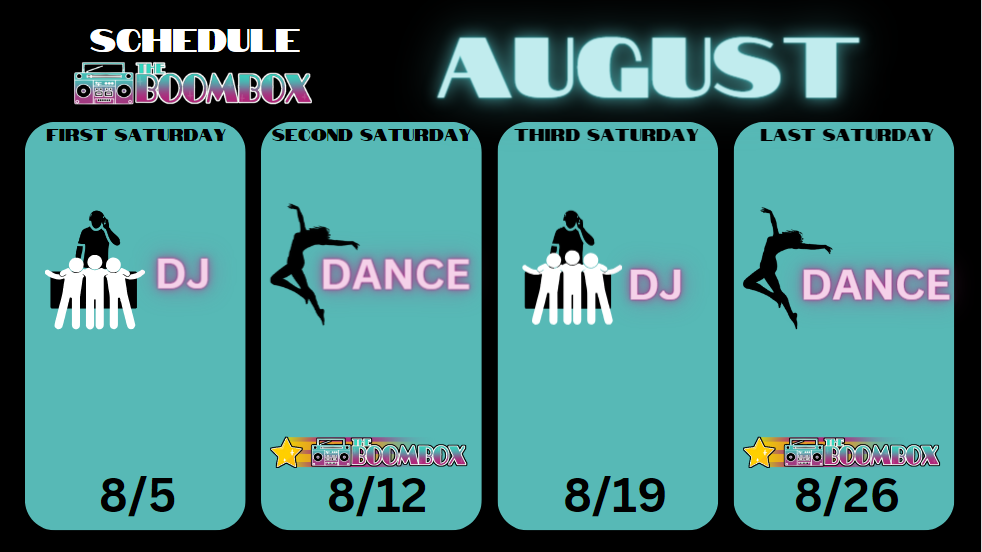 SCHEDULE
THE
BOOMBOX
AUGUST
FIRST SATURDAY
DJ
8/5
SECOND SATURDAY
DANCE
THE
BOOMBOX
8/12
THIRD SATURDAY
DJ
8/19
LAST SATURDAY
DANCE
THE
BOOMBOX
8/26